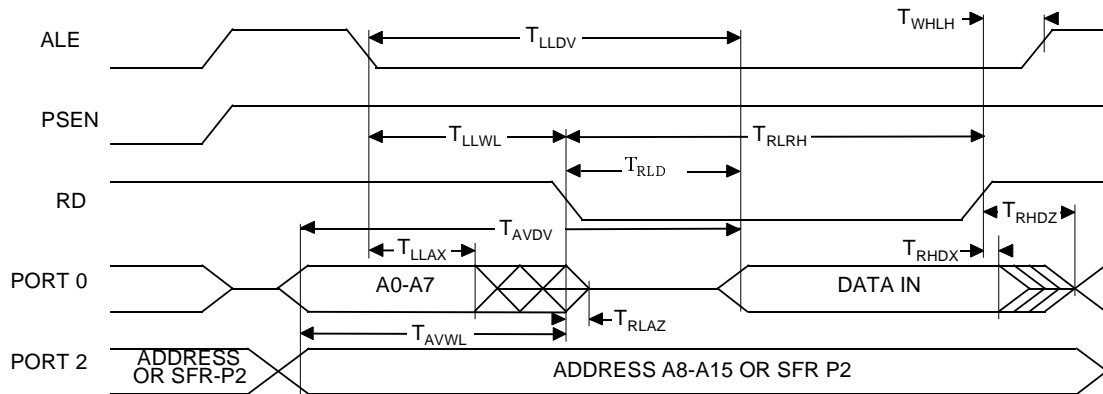 T_WHLH
ALE
T_LLDV
PSEN
T_LLWL
T_RLRH
T_RLD
RD
T_RHDZ
T_AVDV
T_LLAX
T_RHDX
PORT 0
A0-A7
DATA IN
T_RLAZ
T_AVWL
PORT 2
ADDRESS
OR SFR-P2
ADDRESS A8-A15 OR SFR P2